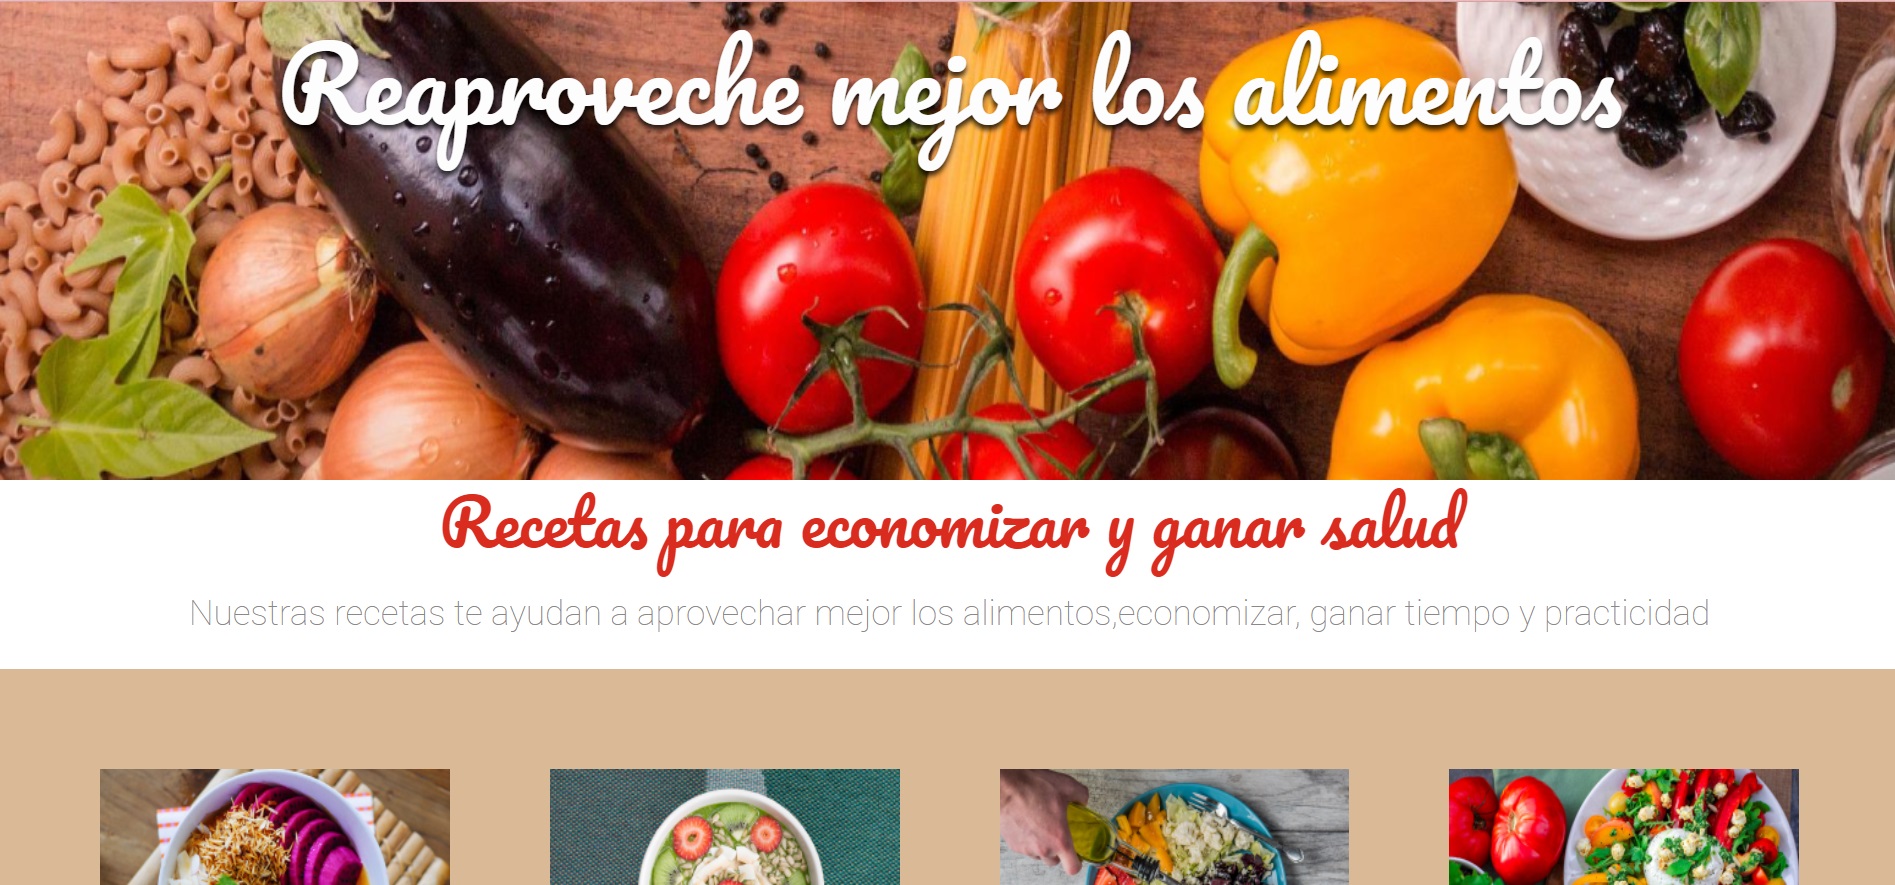 Reaproveche mejor los alimentos
Recetas para economizar y ganar salud
Nuestras recetas te ayudan a aprovechar mejor los alimentos,economizar, ganar tiempo y practicidad